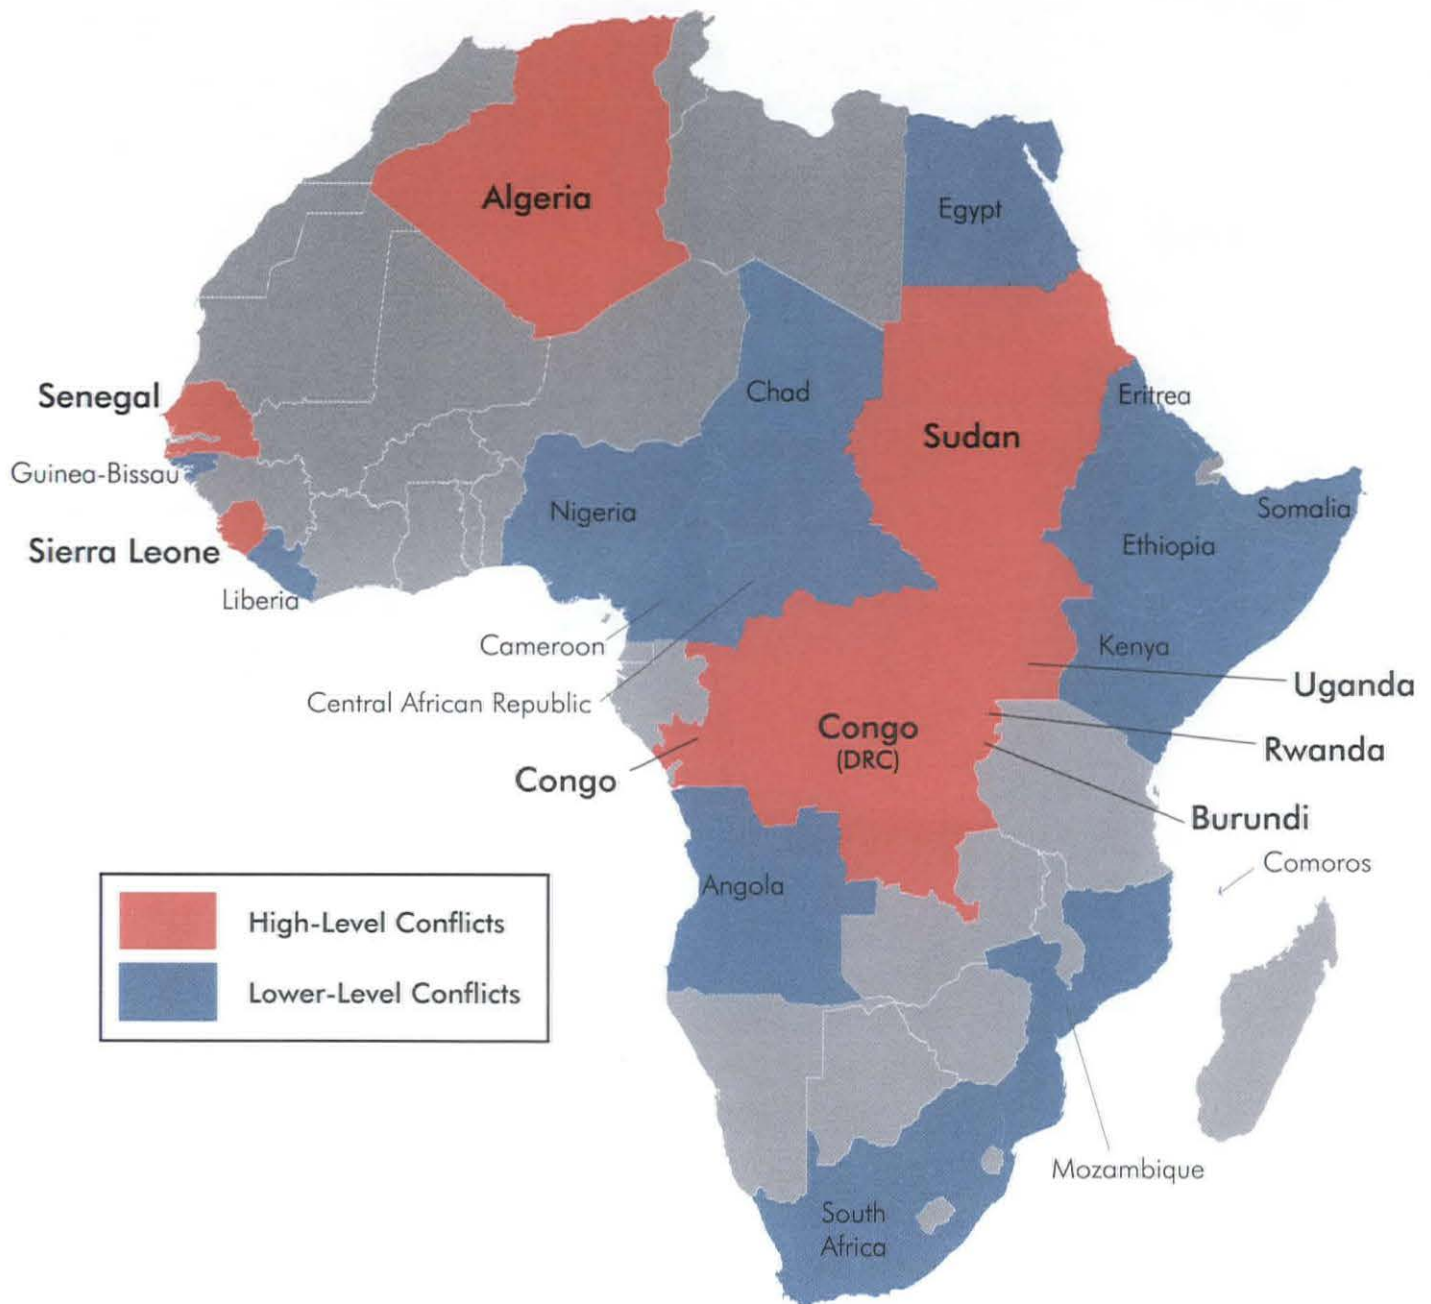 Algeria
Egypt
Senegal
Chad
Eritrea
Sudan
Guinea-Bissau
Nigeria
Somalia
Sierra Leone
Ethiopia
Liberia
Cameroon
Kenya
Central African Republic
Uganda
Congo
(DRC)
Rwanda
Congo
Burundi
Comoros
Angola
High-Level Conflicts
Lower-Level Conflicts
Mozambique
South
Africa